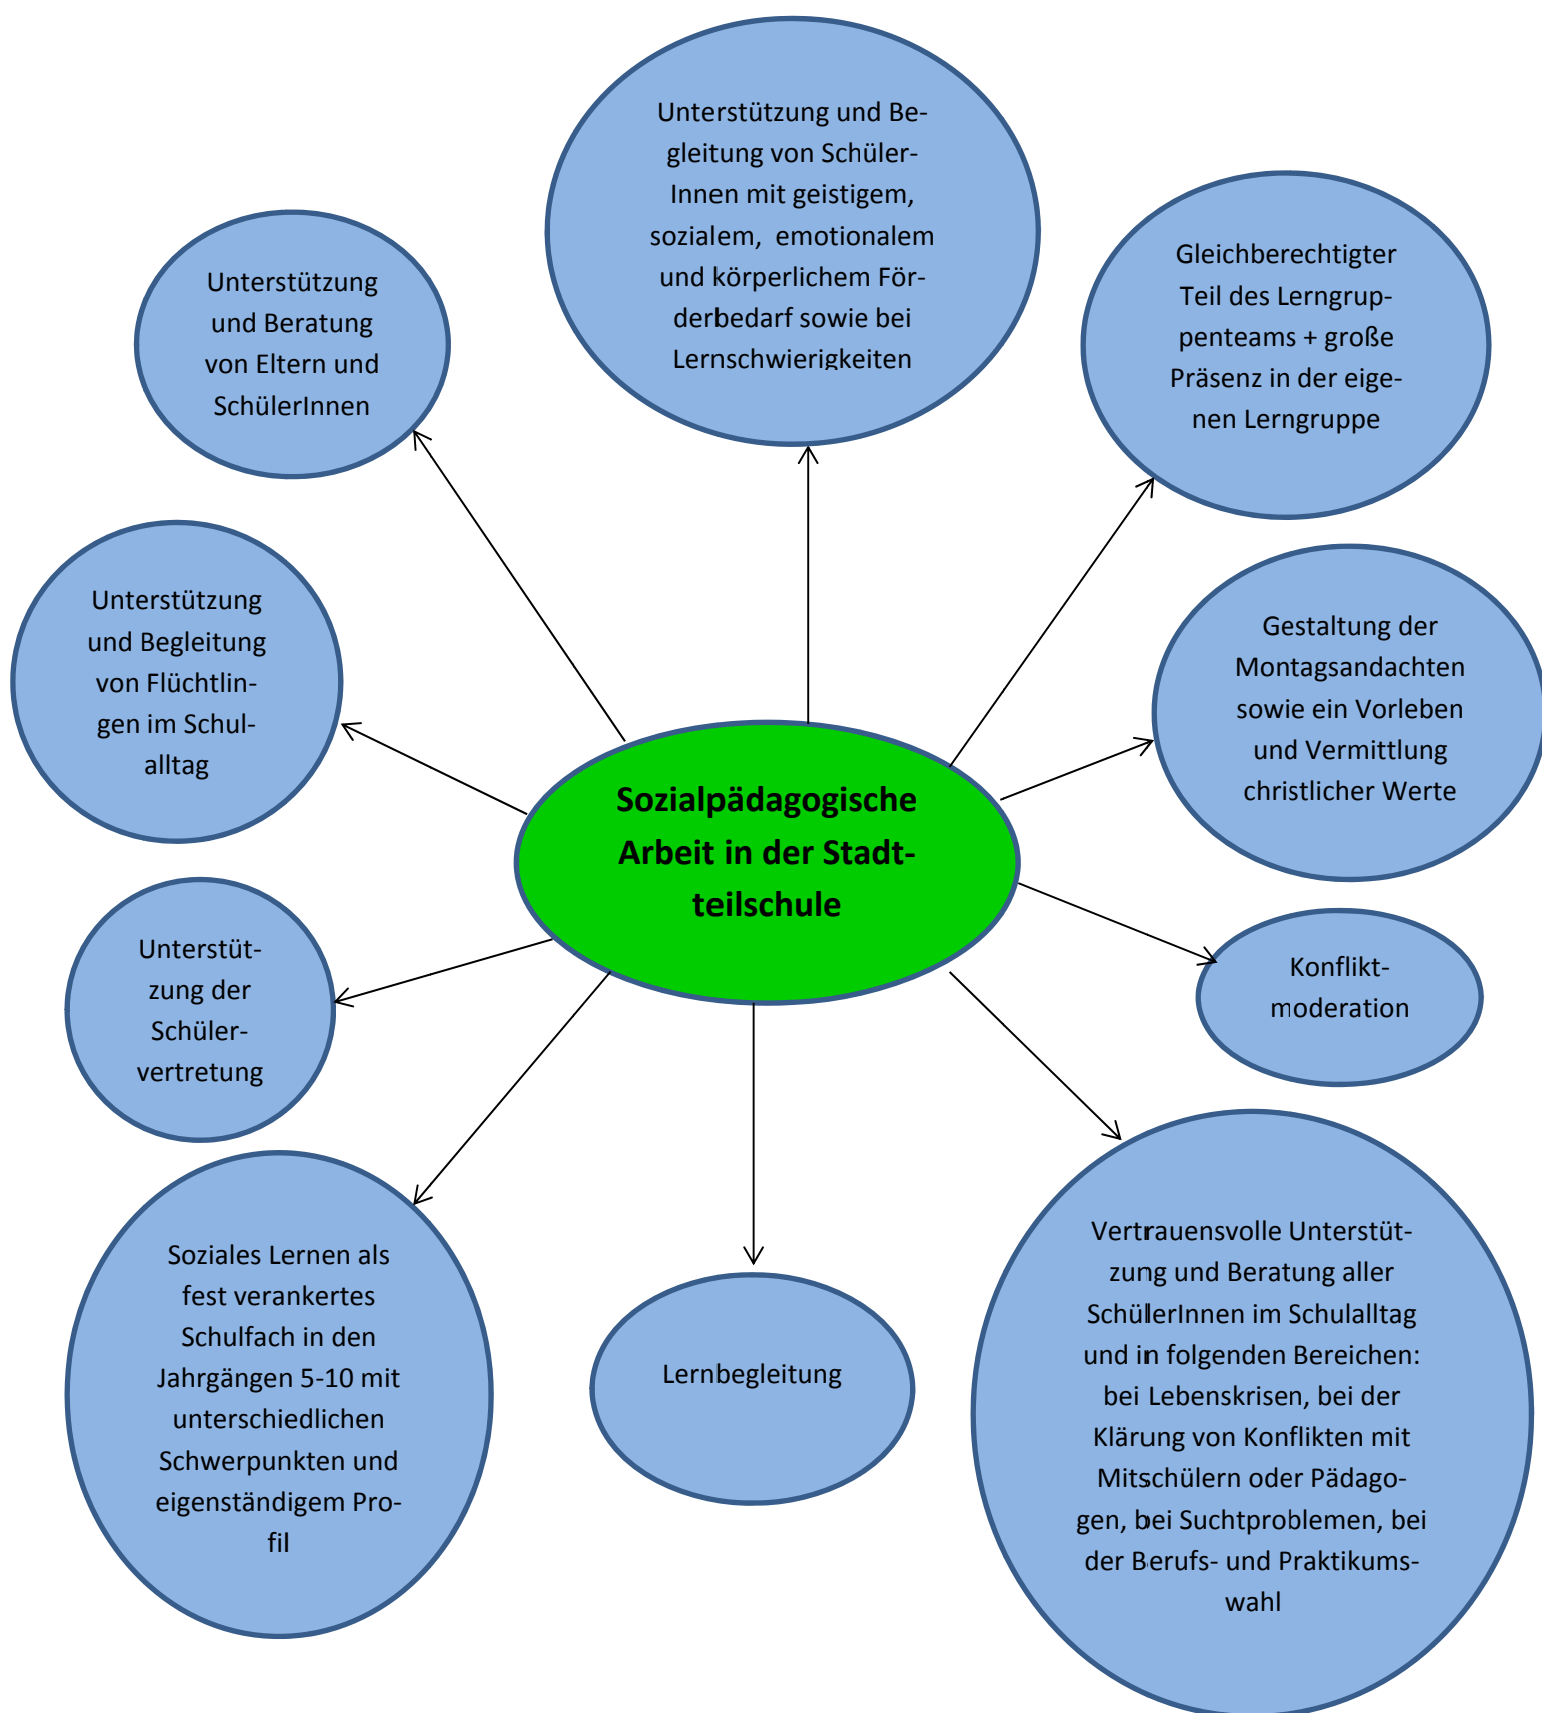 Unterstützung und Be-
gleitung von Schüler-
Innen mit geistigem,
sozialem, emotionalem
und körperlichem För-
derbedarf sowie bei
Lernschwierigkeiten
Unterstützung
und Beratung
von Eltern und
SchülerInnen
Gleichberechtigter
Teil des Lerngrup-
penteams + große
Präsenz in der eige-
nen Lerngruppe
Unterstützung
und Begleitung
von Flüchtlin-
gen im Schul-
alltag
Gestaltung der
Montagsandachten
sowie ein Vorleben
und Vermittlung
christlicher Werte
Sozialpädagogische
Arbeit in der Stadt-
teilschule
Unterstüt-
zung der
Schüler-
vertretung
Konflikt-
moderation
Soziales Lernen als
fest verankertes
Schulfach in den
Jahrgängen 5-10 mit
unterschiedlichen
Schwerpunkten und
eigenständigem Pro-
fil
Lernbegleitung
Vertrauensvolle Unterstüt-
zung und Beratung aller
SchülerInnen im Schulalltag
und in folgenden Bereichen:
bei Lebenskrisen, bei der
Klärung von Konflikten mit
Mitschülern oder Pädago-
gen, bei Suchtproblemen, bei
der Berufs- und Praktikums-
wahl